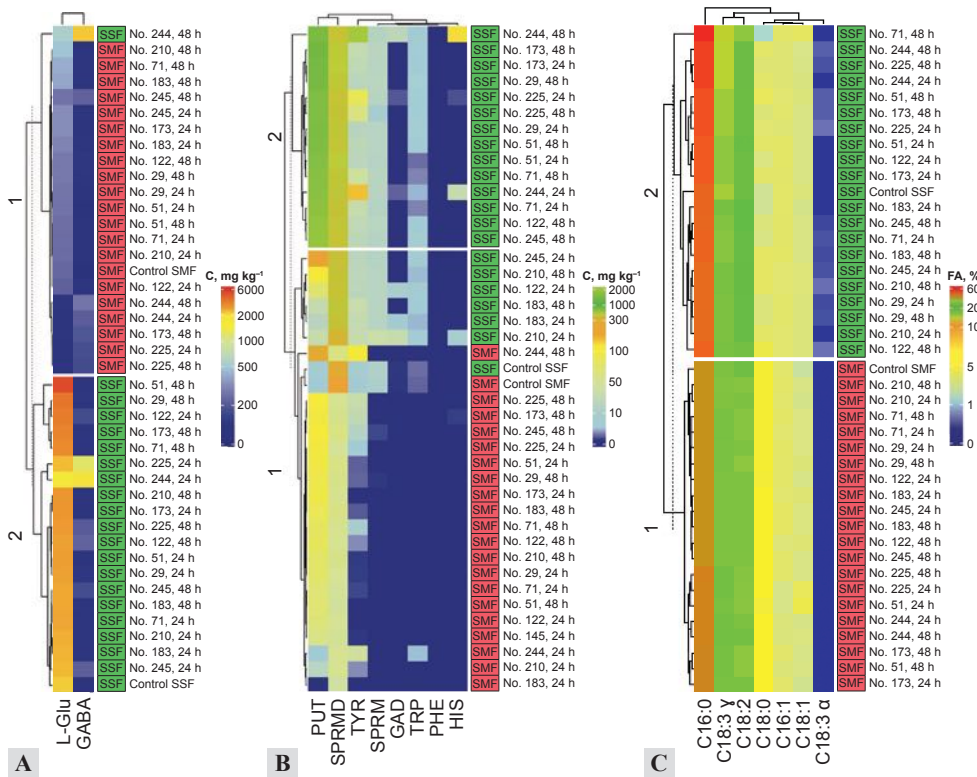 SSF No. 244, 48 h
SMF No. 210, 48 h
SMF No. 71, 48 h
SMF No. 183, 48 h
SMF No. 245, 48 h
SMF No. 245, 24 h
SMF No. 173, 24 h
SMF No. 183, 24 h
SMF No. 122, 48 h
SMF No. 29, 48 h
SMF No. 29, 24 h
SMF No. 51, 24 h
SMF No. 51, 48 h
SMF No. 71, 24 h
SMF No. 210, 24 h
SMF Control SMF
SMF No. 122, 24 h
SMF No. 244, 48 h
SMF No. 244, 24 h
SMF No. 173, 48 h
SMF No. 225, 24 h
SMF No. 225, 48 h
SSF No. 51, 48 h
SSF No. 29, 48 h
SSF No. 122, 24 h
SSF No. 173, 48 h
SSF No. 71, 48 h
SSF No. 225, 24 h
SSF No. 244, 24 h
SSF No. 210, 48 h
SSF No. 173, 24 h
SSF No. 225, 48 h
SSF No. 122, 48 h
SSF No. 51, 24 h
SSF No. 29, 24 h
SSF No. 245, 48 h
SSF No. 183, 48 h
SSF No. 71, 24 h
SSF No. 210, 24 h
SSF No. 183, 24 h
SSF No. 245, 24 h
SSF Control SSF
1
2
C, mg kg⁻¹
6000
2000
1000
500
200
0
L-Glu
GABA
A
SSF No. 244, 48 h
SSF No. 173, 48 h
SSF No. 173, 24 h
SSF No. 29, 48 h
SSF No. 225, 24 h
SSF No. 225, 48 h
SSF No. 29, 24 h
SSF No. 51, 48 h
SSF No. 51, 24 h
SSF No. 71, 48 h
SSF No. 244, 24 h
SSF No. 71, 24 h
SSF No. 122, 48 h
SSF No. 245, 48 h
SSF No. 245, 24 h
SSF No. 210, 48 h
SSF No. 122, 24 h
SSF No. 183, 48 h
SSF No. 183, 24 h
SSF No. 210, 24 h
SMF No. 244, 48 h
SSF Control SSF
SMF Control SMF
SMF No. 225, 48 h
SMF No. 173, 48 h
SMF No. 245, 48 h
SMF No. 225, 24 h
SMF No. 51, 24 h
SMF No. 29, 48 h
SMF No. 173, 24 h
SMF No. 183, 48 h
SMF No. 71, 48 h
SMF No. 122, 48 h
SMF No. 210, 48 h
SMF No. 29, 24 h
SMF No. 71, 24 h
SMF No. 51, 48 h
SMF No. 122, 24 h
SMF No. 145, 24 h
SMF No. 244, 24 h
SMF No. 210, 24 h
SMF No. 183, 24 h
2
1
C, mg kg⁻¹
2000
300
100
50
10
0
PUT
SPRMD
TYR
SPRM
GAD
TRP
PHE
HIS
B
SSF No. 71, 48 h
SSF No. 244, 48 h
SSF No. 225, 48 h
SSF No. 244, 24 h
SSF No. 51, 48 h
SSF No. 173, 48 h
SSF No. 225, 24 h
SSF No. 51, 24 h
SSF No. 122, 24 h
SSF No. 173, 24 h
SSF Control SSF
SSF No. 183, 24 h
SSF No. 245, 48 h
SSF No. 71, 24 h
SSF No. 183, 48 h
SSF No. 245, 24 h
SSF No. 210, 48 h
SSF No. 29, 24 h
SSF No. 29, 48 h
SSF No. 210, 24 h
SSF No. 122, 48 h
SMF Control SMF
SMF No. 210, 48 h
SMF No. 210, 24 h
SMF No. 71, 48 h
SMF No. 71, 24 h
SMF No. 29, 24 h
SMF No. 29, 48 h
SMF No. 122, 24 h
SMF No. 183, 24 h
SMF No. 245, 24 h
SMF No. 183, 48 h
SMF No. 122, 48 h
SMF No. 245, 48 h
SMF No. 225, 48 h
SMF No. 225, 24 h
SMF No. 51, 24 h
SMF No. 244, 24 h
SMF No. 244, 48 h
SMF No. 173, 48 h
SMF No. 51, 48 h
SMF No. 173, 24 h
2
1
FA, %
60
20
10
5
1
0
C16:0
C18:3 γ
C18:2
C18:0
C16:1
C18:1
C18:3 α
C